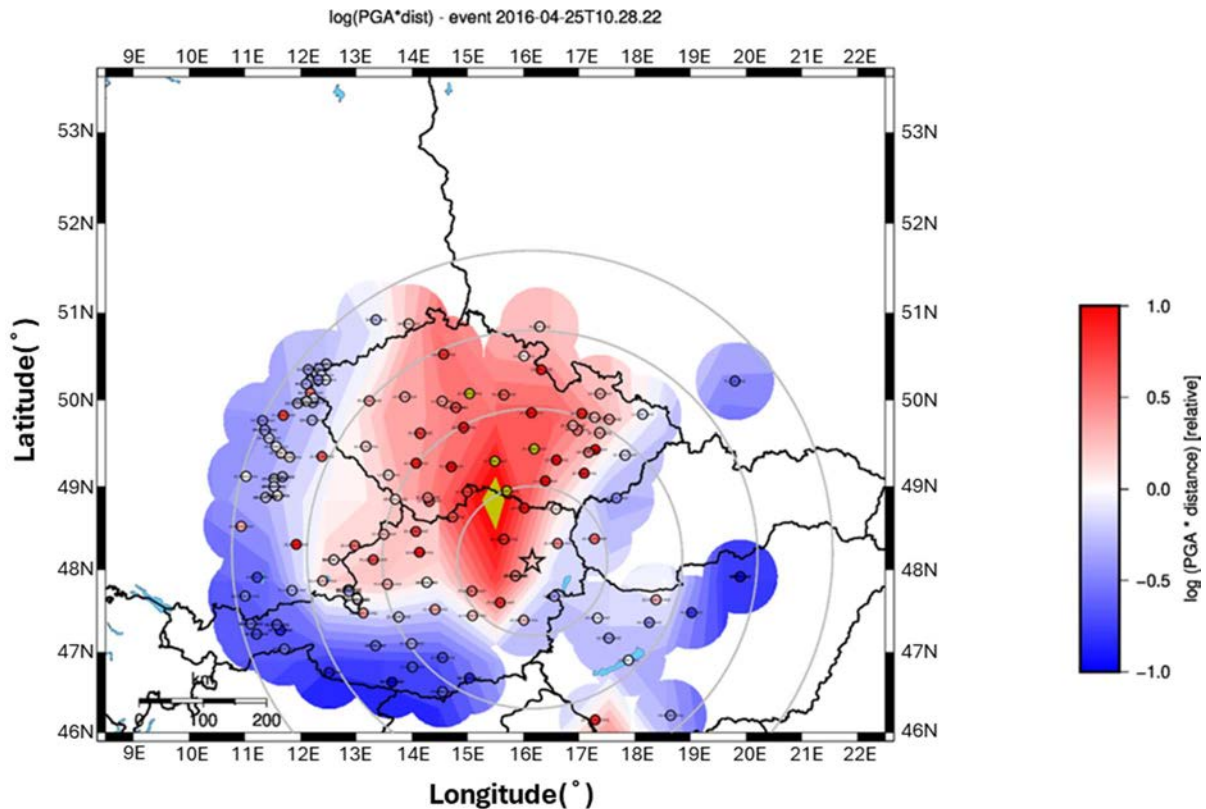 log(PGA*dist) - event 2016-04-25T10.28.22
9E 10E 11E 12E 13E 14E 15E 16E 17E 18E 19E 20E 21E 22E
53N 53N
52N 52N
51N 51N
50N 50N
49N 49N
48N 48N
47N 47N
46N 46N
km
0 100 200
9E 10E 11E 12E 13E 14E 15E 16E 17E 18E 19E 20E 21E 22E
Longitude(°)
Latitude(°)
1.0
0.5
0.0
−0.5
−1.0
log (PGA * distance) [relative]